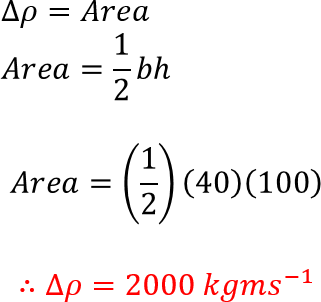 Δρ = Area
Area = 1/2 bh
Area = (1/2) (40)(100)
∴ Δρ = 2000 kgms⁻¹